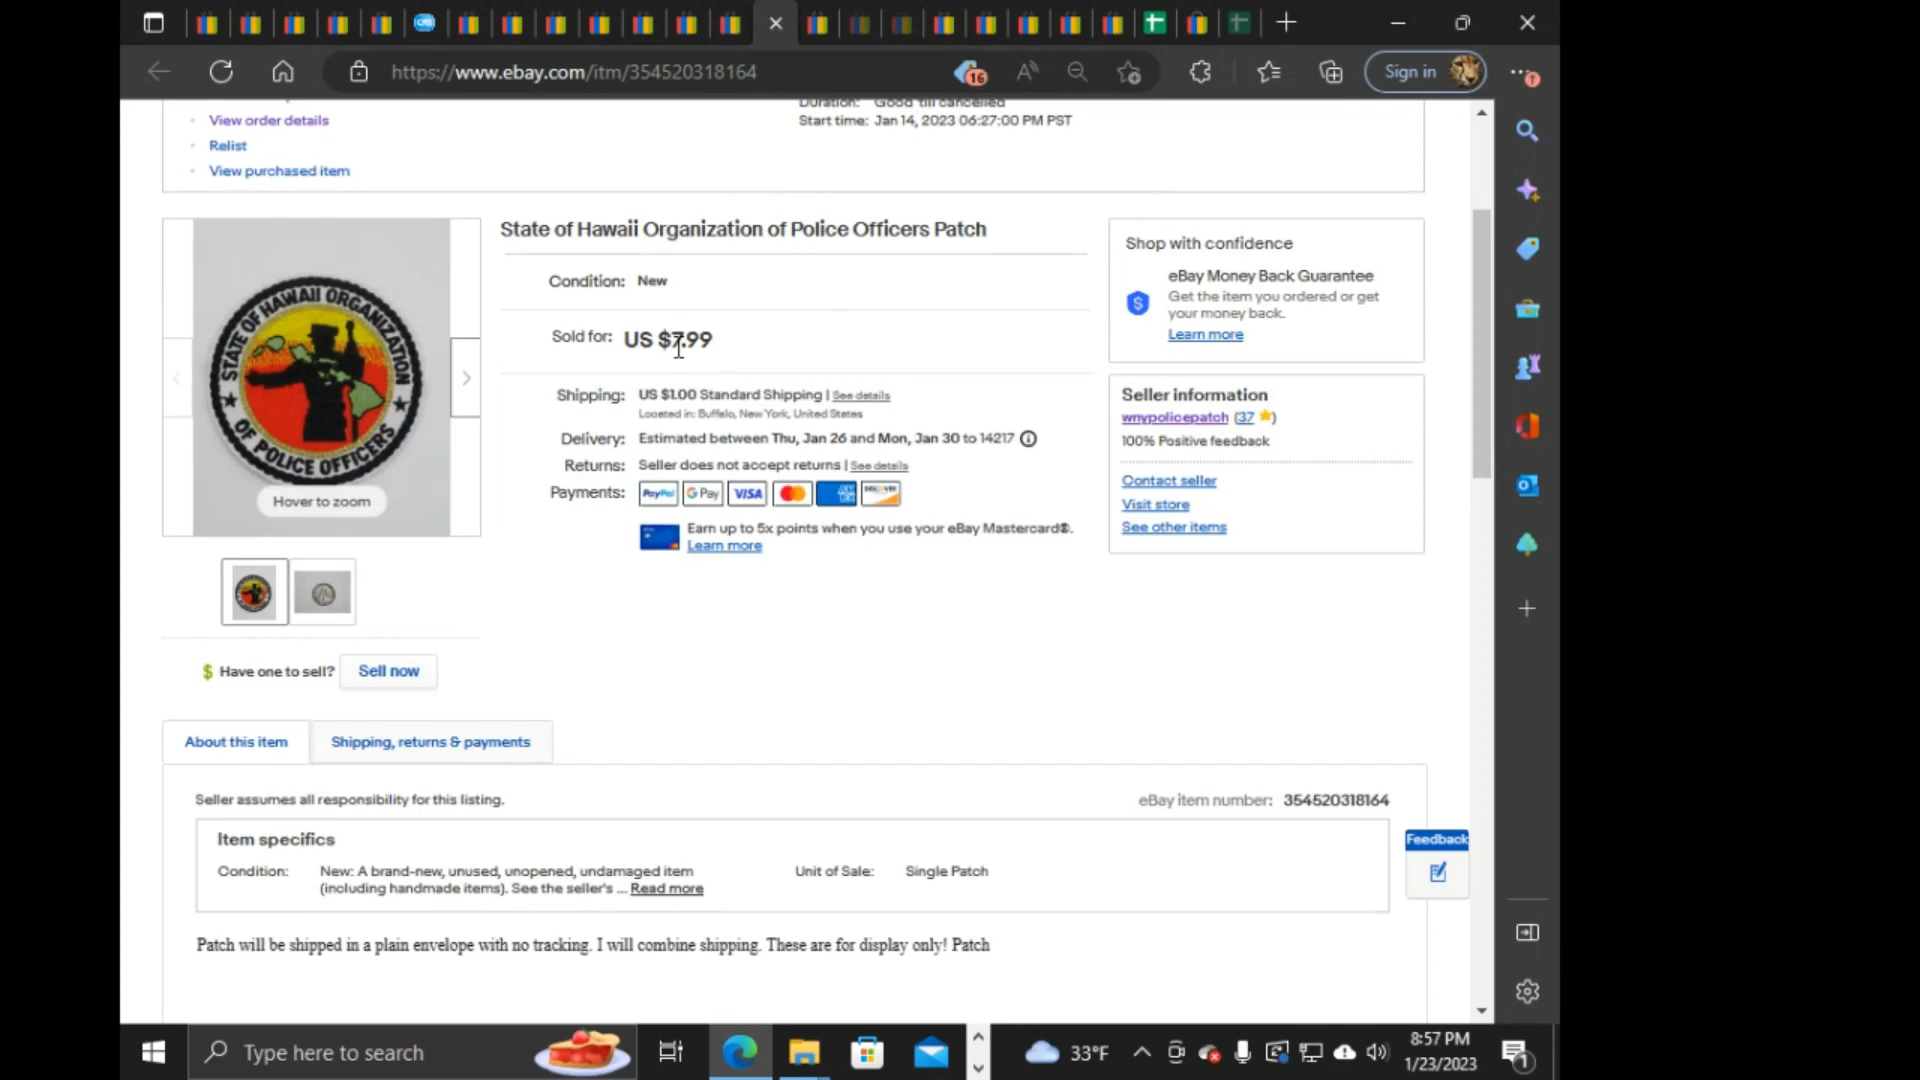 https://www.ebay.com/itm/354520318164
16
Sign in
View order details
Relist
View purchased item
Duration: Good 'till cancelled
Start time: Jan 14, 2023 06:27:00 PM PST
STATE OF HAWAII ORGANIZATION
OF POLICE OFFICERS
Hover to zoom
$ Have one to sell? Sell now
State of Hawaii Organization of Police Officers Patch
Condition: New
Sold for: US $7.99
Shipping: US $1.00 Standard Shipping | See details
Located in: Buffalo, New York, United States
Delivery: Estimated between Thu, Jan 26 and Mon, Jan 30 to 14217
Returns: Seller does not accept returns | See details
Payments: PayPal G Pay VISA DISCOVER
Earn up to 5x points when you use your eBay Mastercard®.
Learn more
Shop with confidence
eBay Money Back Guarantee
Get the item you ordered or get
your money back.
Learn more
Seller information
wnypolicepatch (37)
100% Positive feedback
Contact seller
Visit store
See other items
About this item
Shipping, returns & payments
Seller assumes all responsibility for this listing.
eBay item number: 354520318164
Item specifics
Condition: New: A brand-new, unused, unopened, undamaged item
(including handmade items). See the seller's ... Read more
Unit of Sale: Single Patch
Feedback
Patch will be shipped in a plain envelope with no tracking. I will combine shipping. These are for display only! Patch
Type here to search
33°F
8:57 PM
1/23/2023
1